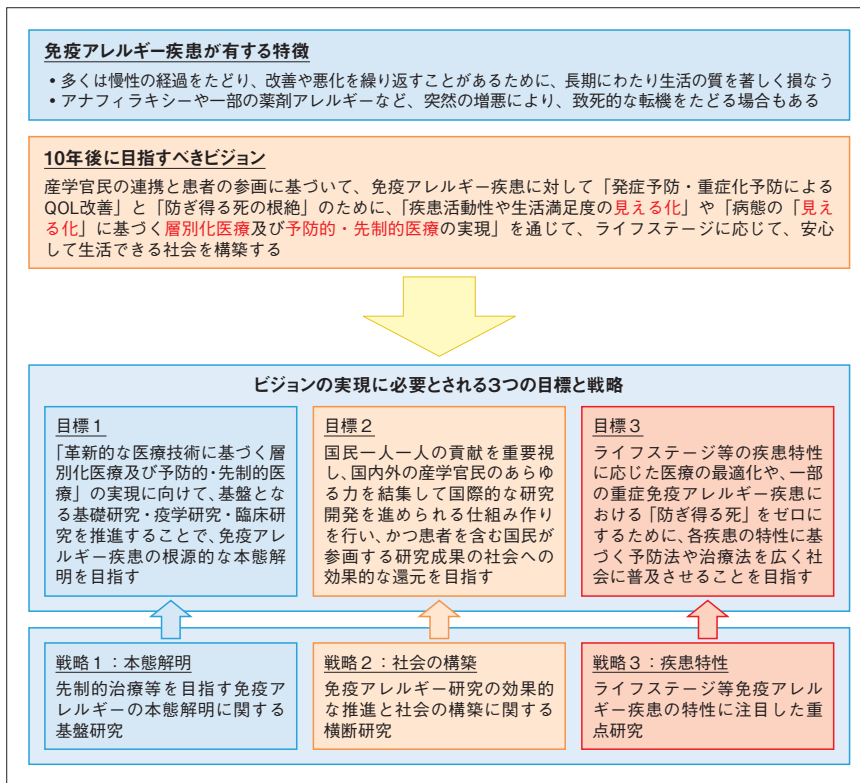 免疫アレルギー疾患が有する特徴
• 多くは慢性の経過をたどり、改善や悪化を繰り返すことがあるために、長期にわたり生活の質を著しく損なう
• アナフィラキシーや一部の薬剤アレルギーなど、突然の増悪により、致死的な転機をたどる場合もある
10年後に目指すべきビジョン
産学官民の連携と患者の参画に基づいて、免疫アレルギー疾患に対して「発症予防・重症化予防による
QOL改善」と「防ぎ得る死の根絶」のために、「疾患活動性や生活満足度の見える化」や「病態の「見え
る化」に基づく層別化医療及び予防的・先制的医療の実現」を通じて、ライフステージに応じて、安心
して生活できる社会を構築する
ビジョンの実現に必要とされる3つの目標と戦略
目標1
「革新的な医療技術に基づく層
別化医療及び予防的・先制的医
療」の実現に向けて、基盤とな
る基礎研究・疫学研究・臨床研
究を推進することで、免疫アレ
ルギー疾患の根源的な本態解
明を目指す
目標2
国民一人一人の貢献を重要視
し、国内外の産学官民のあらゆ
る力を結集して国際的な研究
開発を進められる仕組み作り
を行い、かつ患者を含む国民が
参画する研究成果の社会への
効果的な還元を目指す
目標3
ライフステージ等の疾患特性
に応じた医療の最適化や、一部
の重症免疫アレルギー疾患に
おける「防ぎ得る死」をゼロに
するために、各疾患の特性に基
づく予防法や治療法を広く社
会に普及させることを目指す
戦略1：本態解明
先制的治療等を目指す免疫ア
レルギーの本態解明に関する
基盤研究
戦略2：社会の構築
免疫アレルギー研究の効果的
な推進と社会の構築に関する
横断研究
戦略3：疾患特性
ライフステージ等免疫アレル
ギー疾患の特性に注目した重
点研究